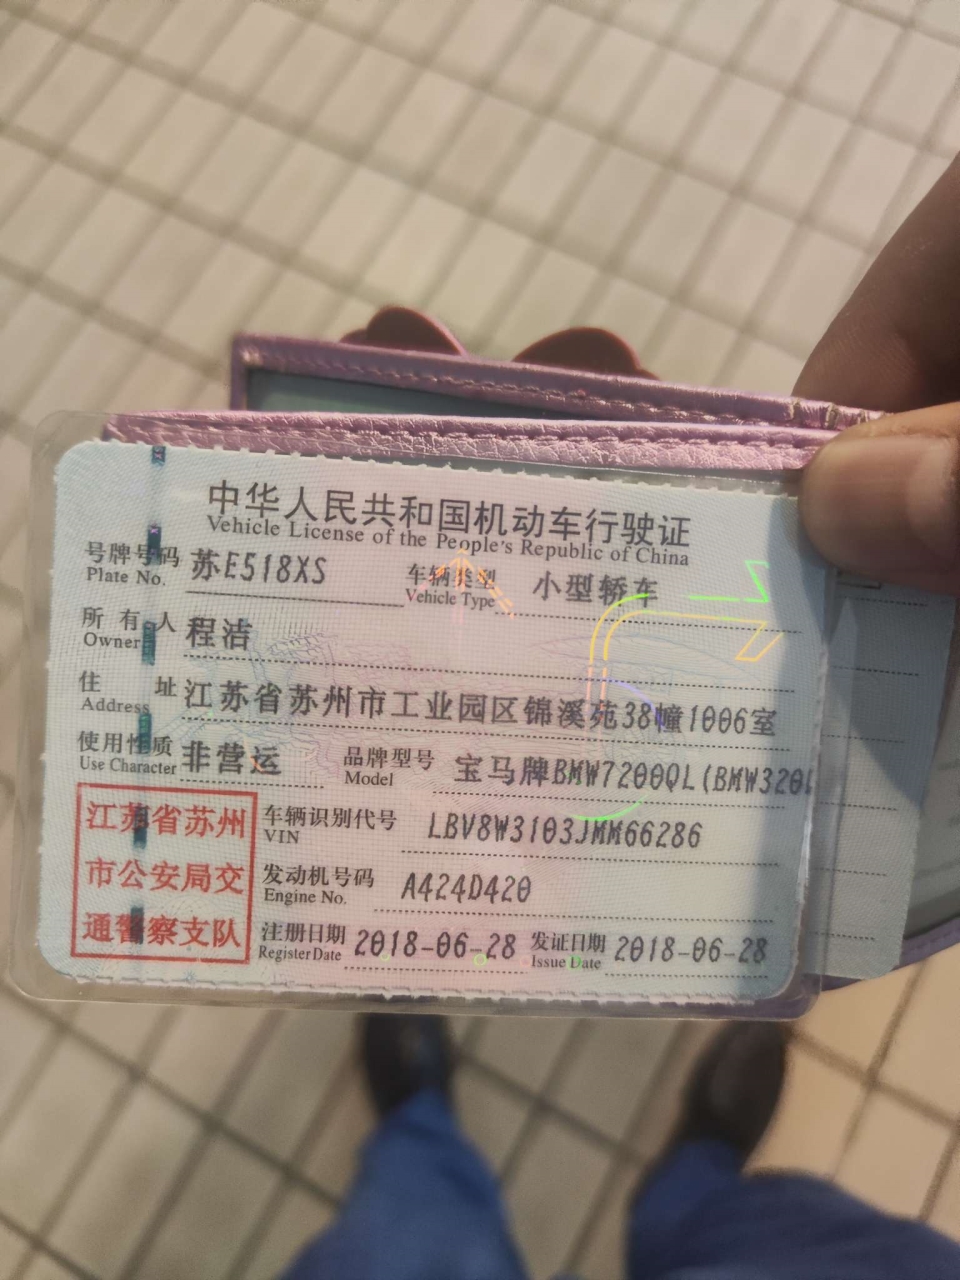 中华人民共和国机动车行驶证
Vehicle License of the People's Republic of China
号牌号码 苏E518XS 车辆类型 小型轿车
Plate No. Vehicle Type
所有人 程洁
Owner
住址 江苏省苏州市工业园区锦溪苑38幢1006室
Address
使用性质 非营运 品牌型号 宝马牌BMW7200QL(BMW320L
Use Character Model
江苏省苏州 车辆识别代号 LBV8W3103JMM66286
VIN
市公安局交 发动机号码 A424D420
Engine No.
通警察支队 注册日期 2018-06-28 发证日期 2018-06-28
Register Date Issue Date